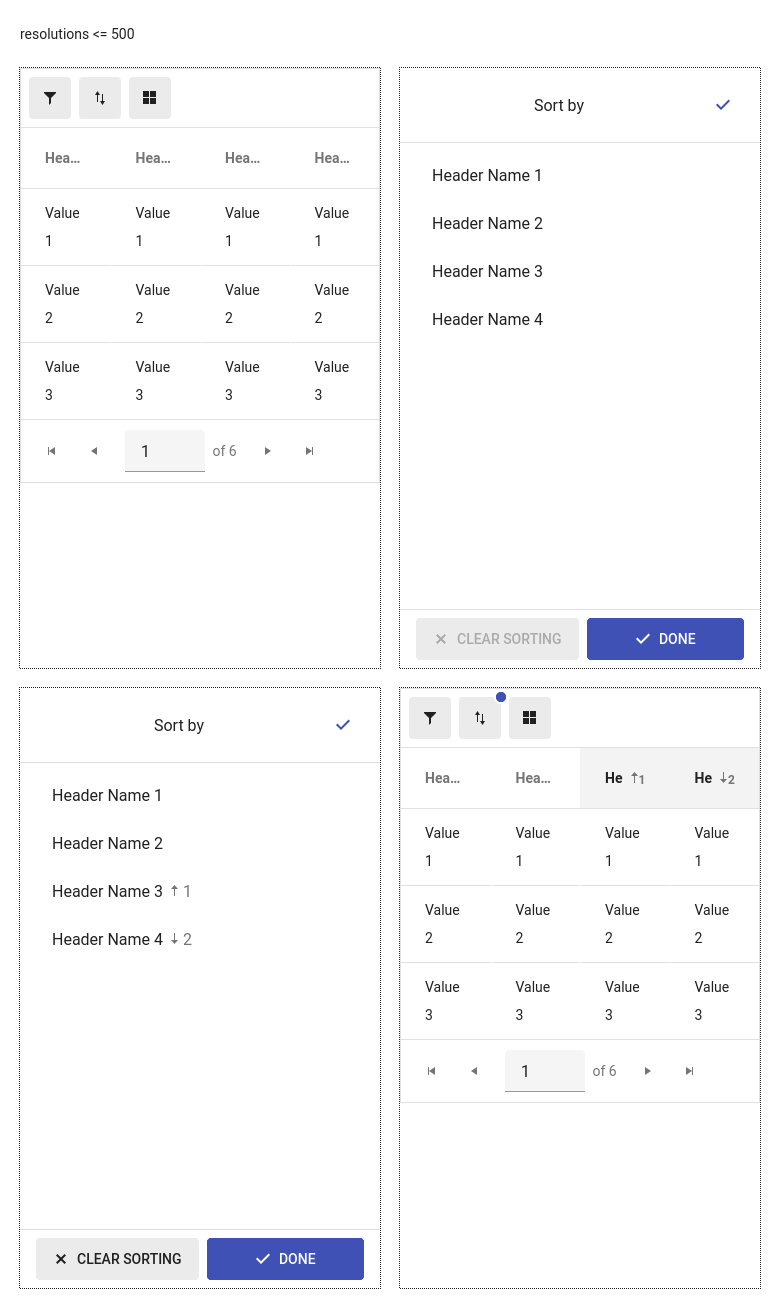 resolutions <= 500
Hea... Hea... Hea... Hea...
Value Value Value Value
1 1 1 1
Value Value Value Value
2 2 2 2
Value Value Value Value
3 3 3 3
1 of 6
Sort by
Header Name 1
Header Name 2
Header Name 3
Header Name 4
CLEAR SORTING DONE
Sort by
Header Name 1
Header Name 2
Header Name 3 ↑ 1
Header Name 4 ↓ 2
CLEAR SORTING DONE
Hea... Hea... He ↑1 He ↓2
Value Value Value Value
1 1 1 1
Value Value Value Value
2 2 2 2
Value Value Value Value
3 3 3 3
1 of 6